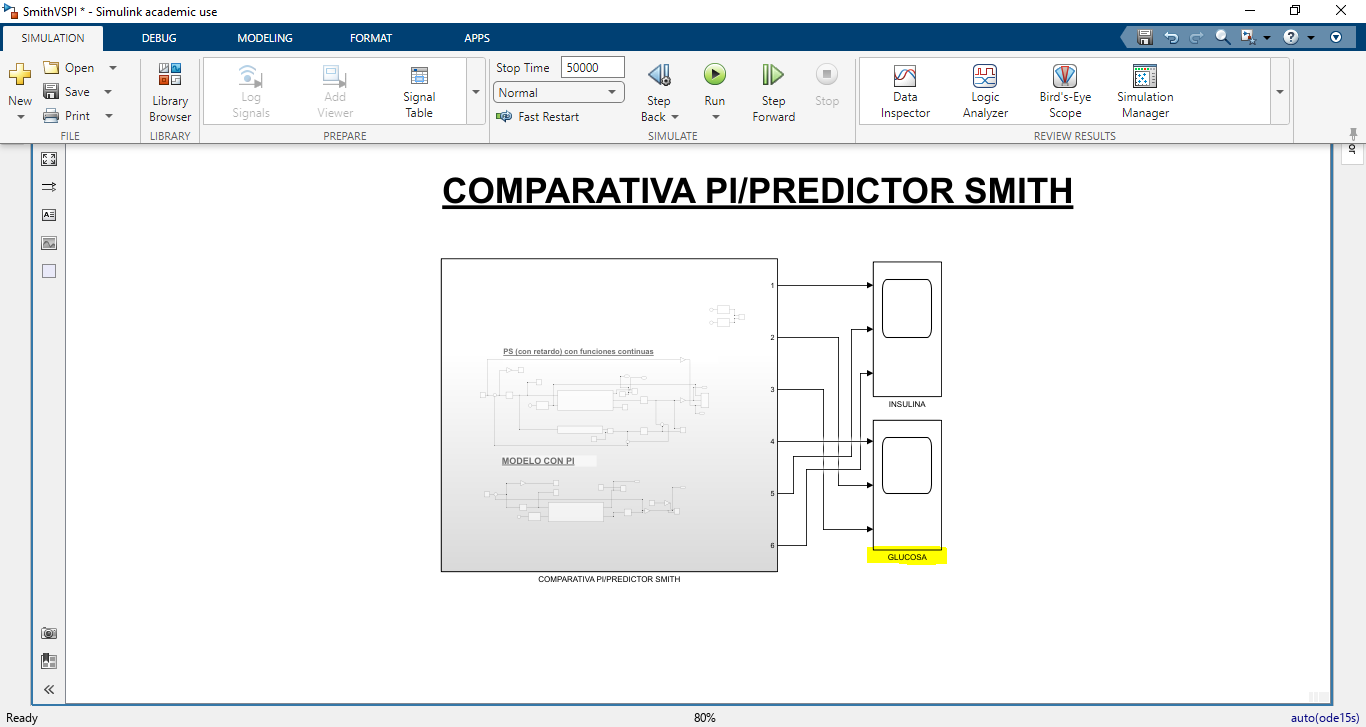 SmithVSPI * - Simulink academic use
SIMULATION DEBUG MODELING FORMAT APPS
New
Open
Save
Print
FILE
Library
Browser
LIBRARY
Log
Signals
Add
Viewer
Signal
Table
PREPARE
Stop Time 50000
Normal
Fast Restart
Step
Back
Run
Step
Forward
Stop
SIMULATE
Data
Inspector
Logic
Analyzer
Bird's-Eye
Scope
Simulation
Manager
REVIEW RESULTS
or
COMPARATIVA PI/PREDICTOR SMITH
1
2
3
4
5
6
PS (con retardo) con funciones continuas
MODELO CON PI
COMPARATIVA PI/PREDICTOR SMITH
INSULINA
GLUCOSA
Ready 80% auto(ode15s)